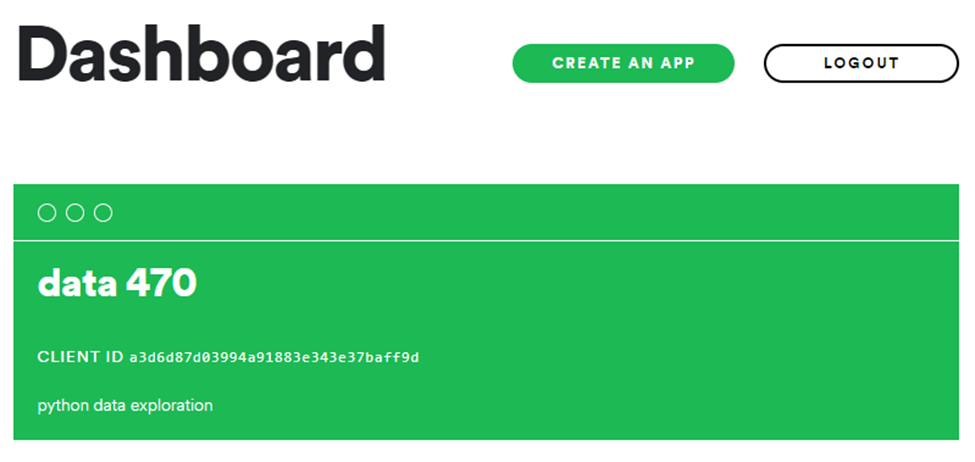 Dashboard
CREATE AN APP
LOGOUT
data 470
CLIENT ID a3d6d87d03994a91883e343e37baff9d
python data exploration